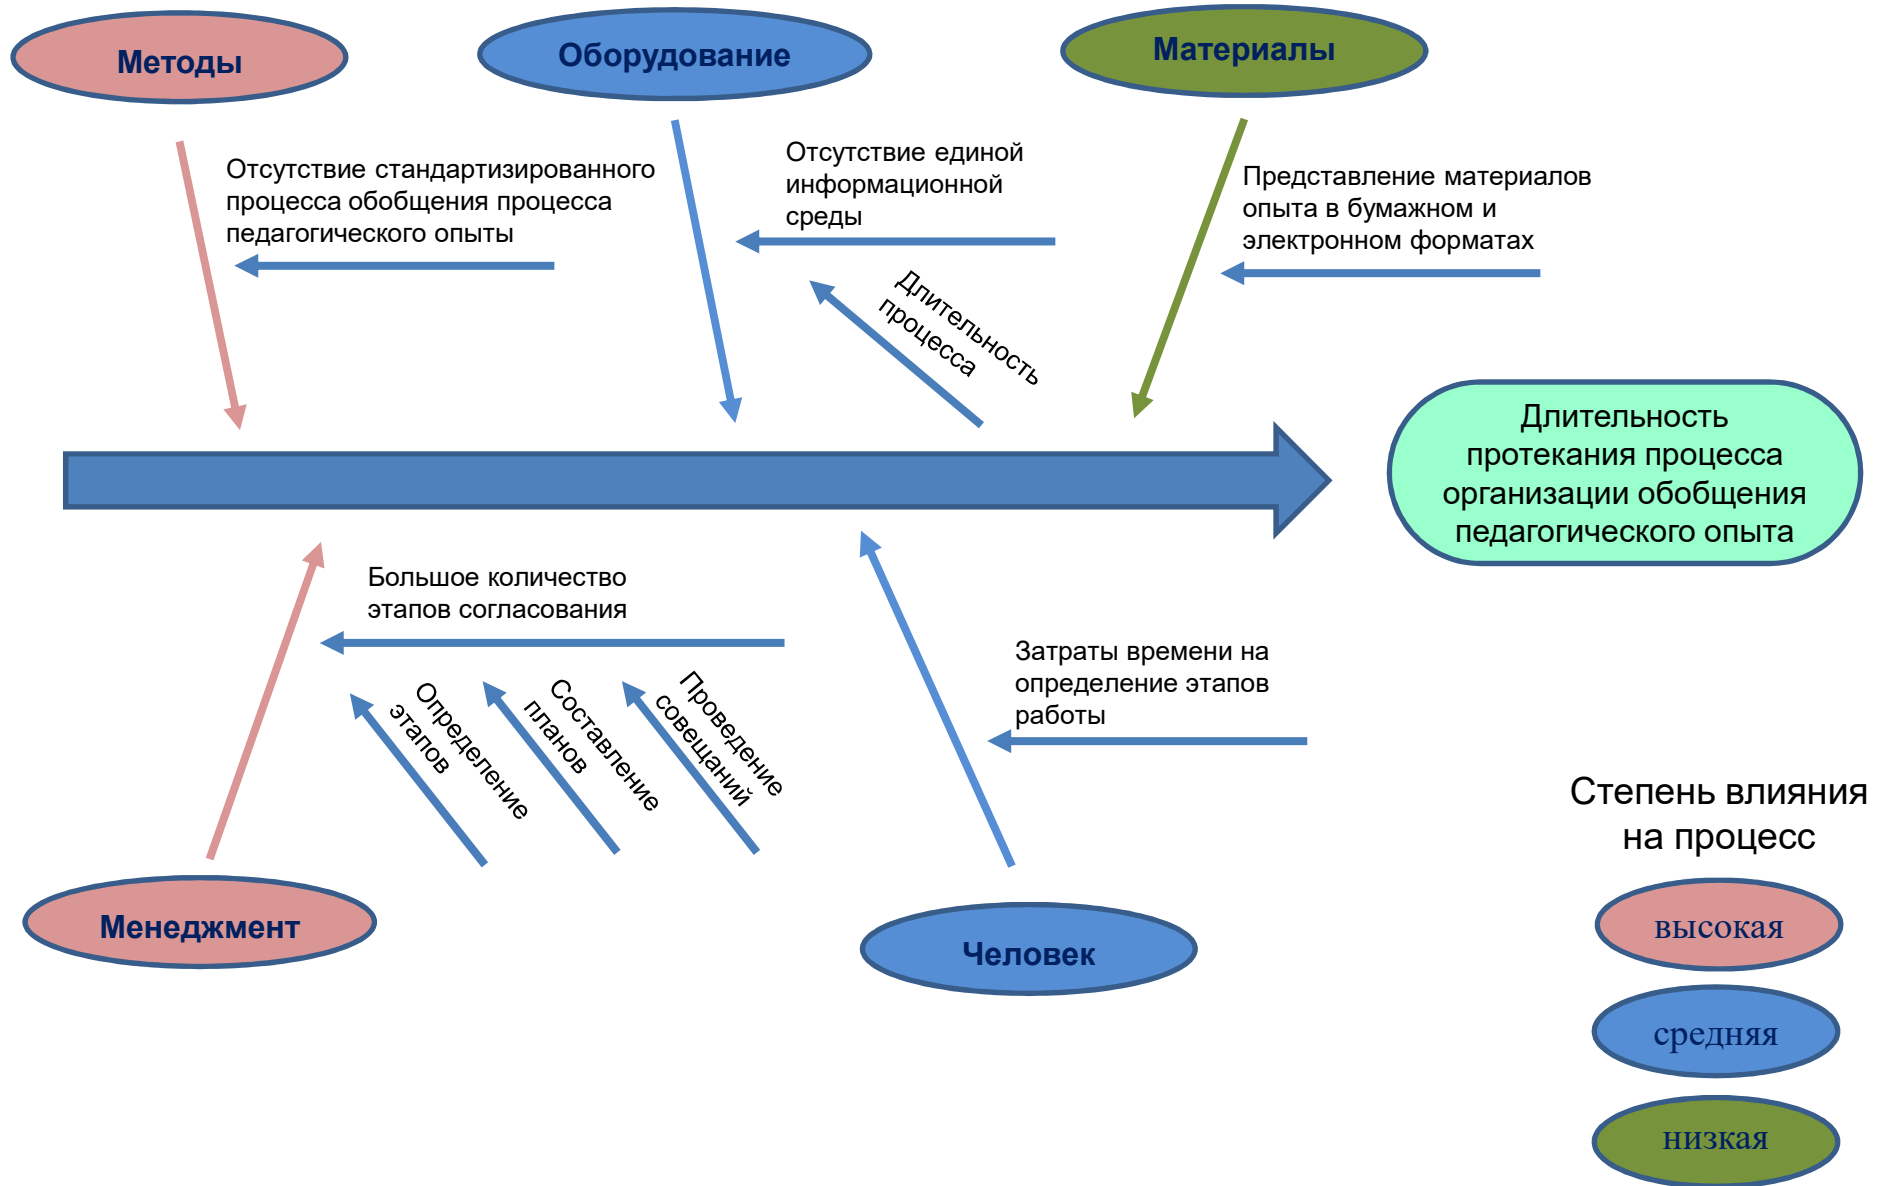 Методы
Оборудование
Материалы
Отсутствие стандартизированного
процесса обобщения процесса
педагогического опыты
Отсутствие единой
информационной
среды
Представление материалов
опыта в бумажном и
электронном форматах
Длительность
процесса
Длительность
протекания процесса
организации обобщения
педагогического опыта
Большое количество
этапов согласования
Определение
этапов
Составление
планов
Проведение
совещаний
Затраты времени на
определение этапов
работы
Менеджмент
Человек
Степень влияния
на процесс
высокая
средняя
низкая